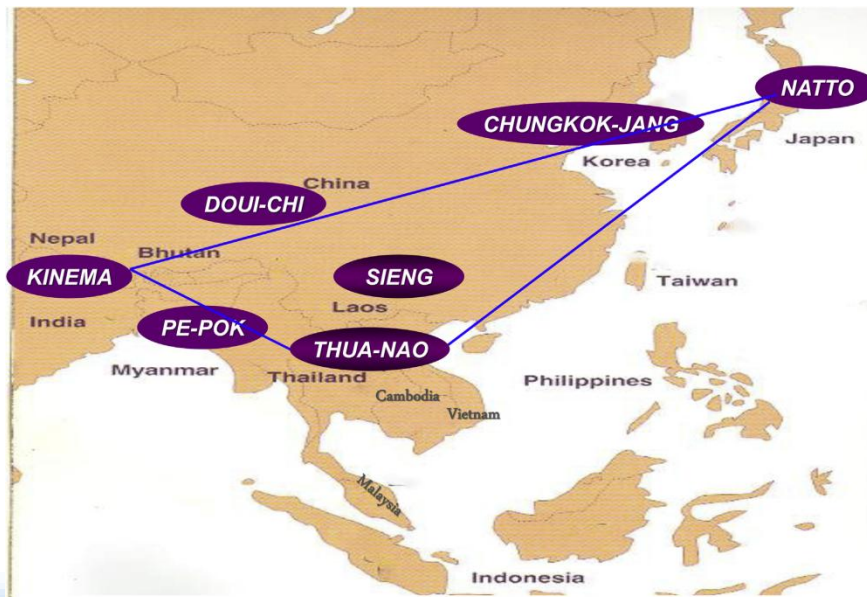 NATTO
CHUNGKOK-JANG
Japan
Korea
China
DOUI-CHI
Nepal
Bhutan
KINEMA
SIENG
Taiwan
India
Laos
PE-POK
THUA-NAO
Myanmar
Thailand
Philippines
Cambodia
Vietnam
Malaysia
Indonesia